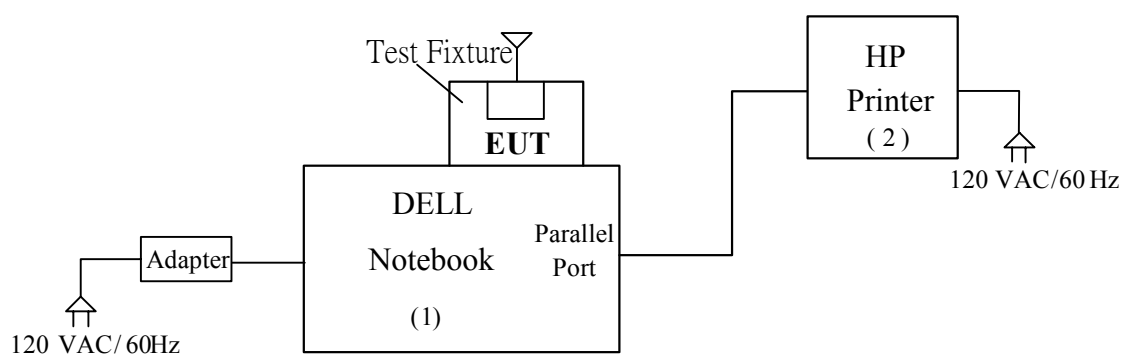 Test Fixture
EUT
HP
Printer
( 2 )
120 VAC/60 Hz
DELL
Notebook
(1)
Parallel
Port
Adapter
120 VAC/ 60Hz